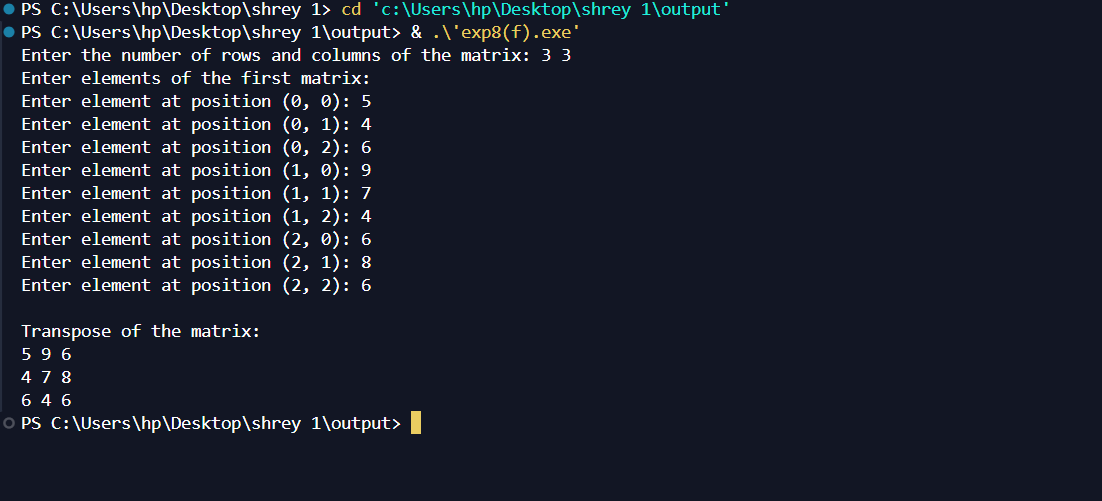 PS C:\Users\hp\Desktop\shrey 1> cd 'c:\Users\hp\Desktop\shrey 1\output'
PS C:\Users\hp\Desktop\shrey 1\output> & .\'exp8(f).exe'
Enter the number of rows and columns of the matrix: 3 3
Enter elements of the first matrix:
Enter element at position (0, 0): 5
Enter element at position (0, 1): 4
Enter element at position (0, 2): 6
Enter element at position (1, 0): 9
Enter element at position (1, 1): 7
Enter element at position (1, 2): 4
Enter element at position (2, 0): 6
Enter element at position (2, 1): 8
Enter element at position (2, 2): 6
Transpose of the matrix:
5 9 6
4 7 8
6 4 6
PS C:\Users\hp\Desktop\shrey 1\output>